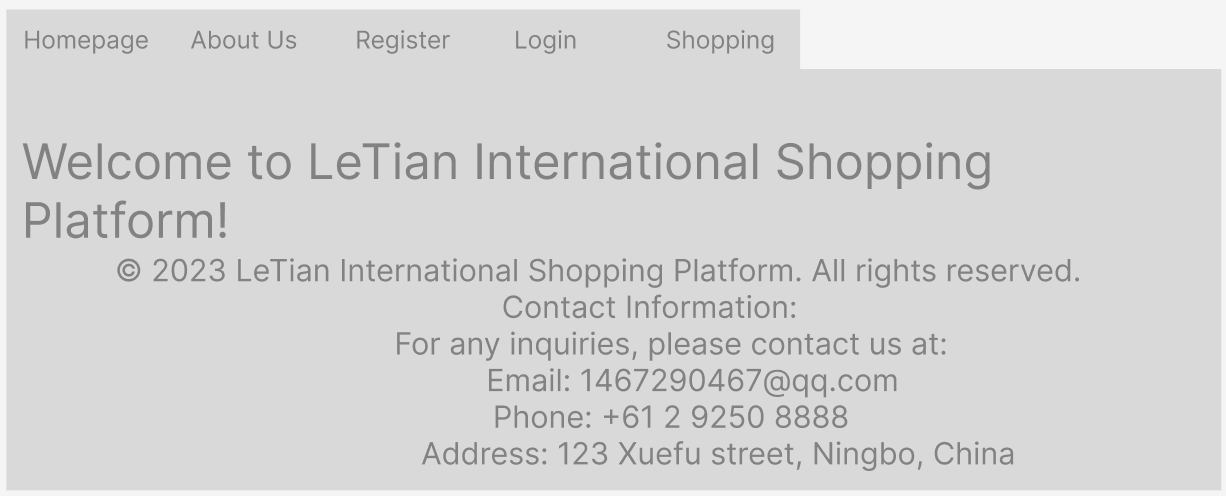 Homepage About Us Register Login Shopping
Welcome to LeTian International Shopping
Platform!
© 2023 LeTian International Shopping Platform. All rights reserved.
Contact Information:
For any inquiries, please contact us at:
Email: 1467290467@qq.com
Phone: +61 2 9250 8888
Address: 123 Xuefu street, Ningbo, China